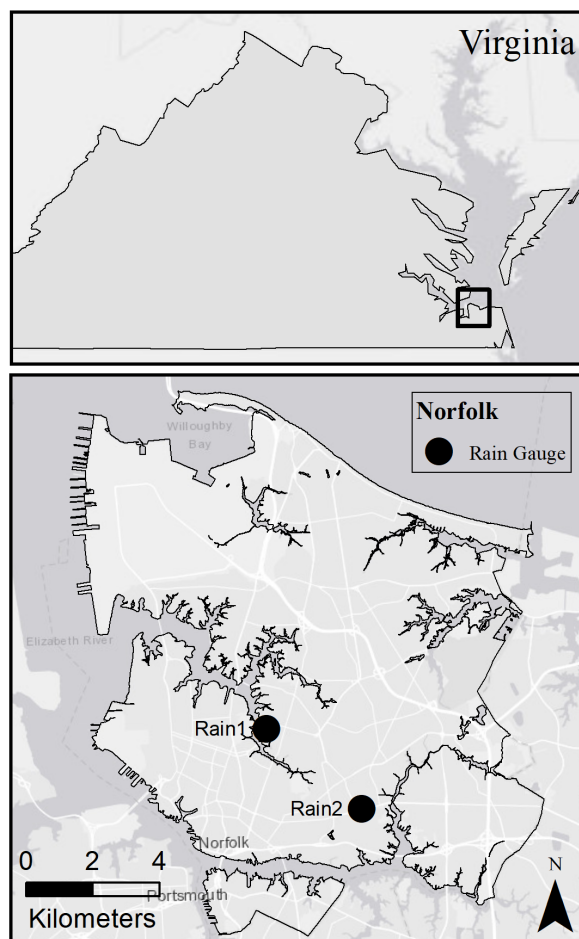 Virginia
Norfolk
Rain Gauge
Willoughby
Bay
Elizabeth River
Rain1
Rain2
Norfolk
0 2 4
Portsmouth
Kilometers
N